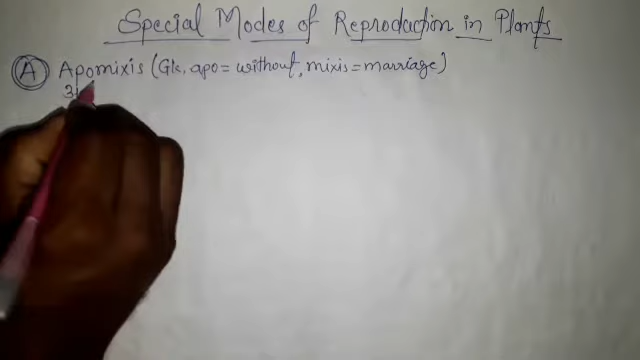 Special Modes of Reproduction in Plants
(A) Apomixis (Gk, apo = without, mixis = marriage)